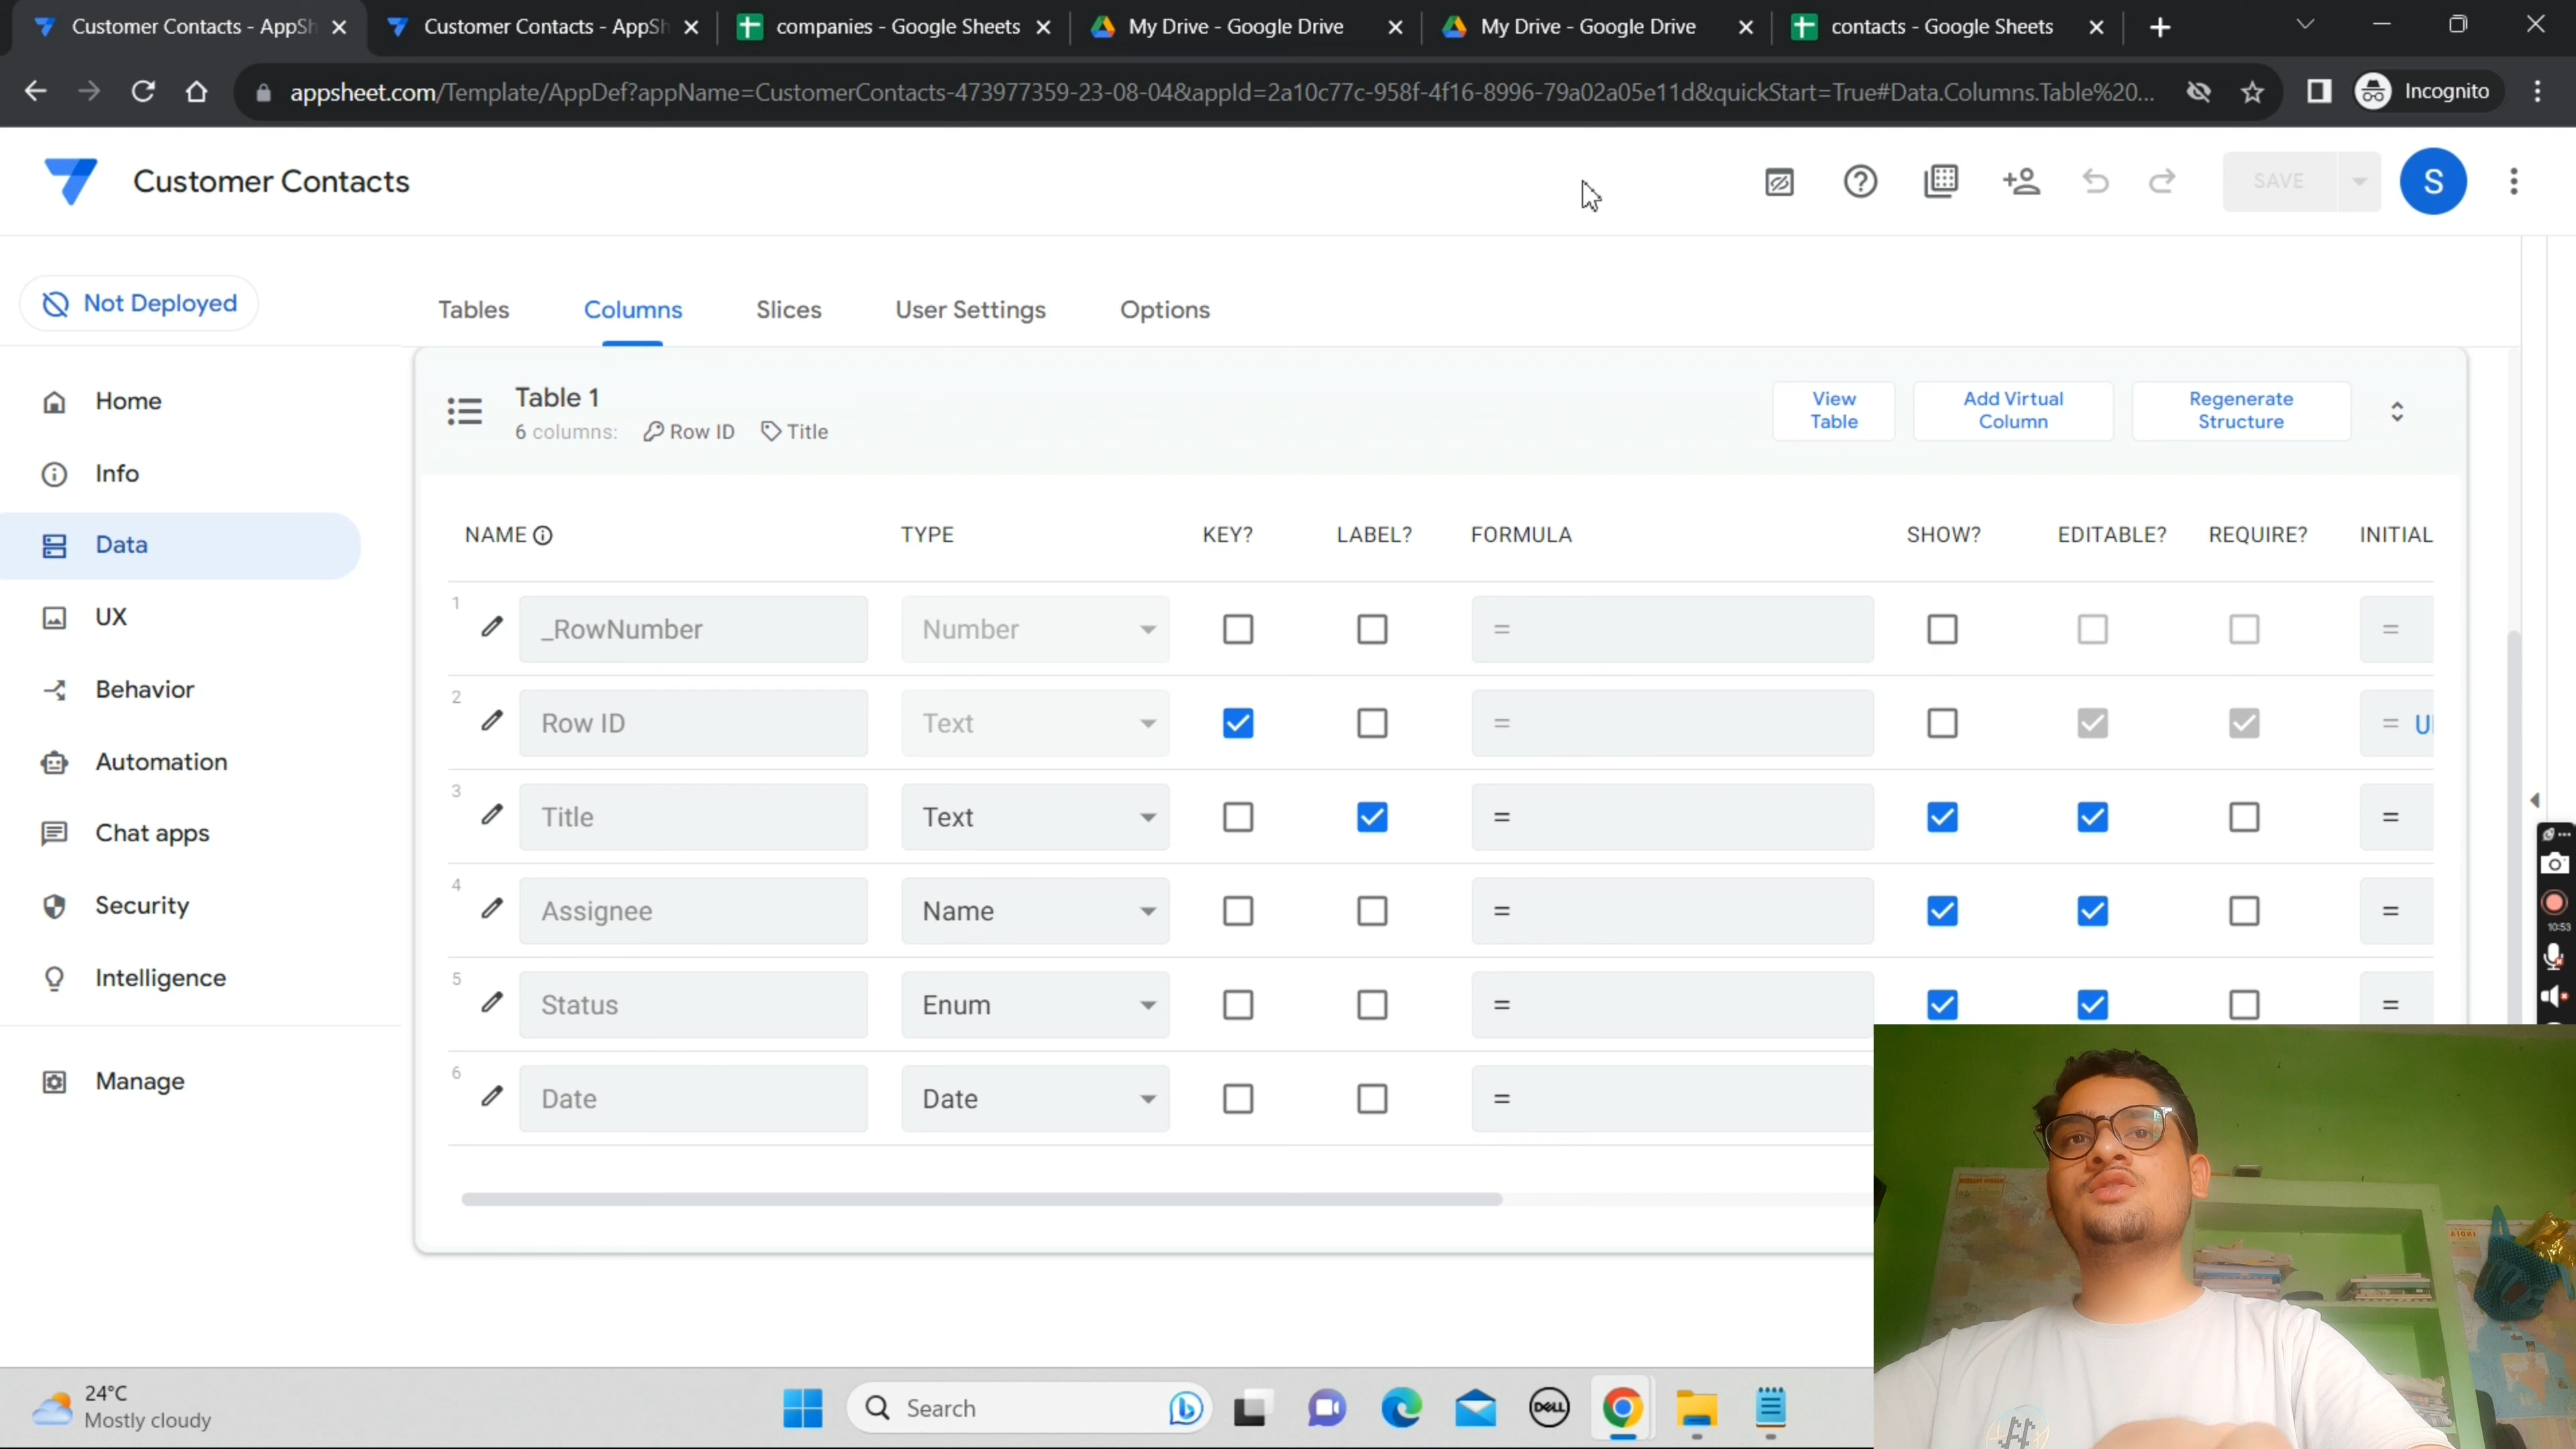 Customer Contacts - AppSh
Customer Contacts - AppSh
companies - Google Sheets
My Drive - Google Drive
My Drive - Google Drive
contacts - Google Sheets
appsheet.com/Template/AppDef?appName=CustomerContacts-473977359-23-08-04&appId=2a10c77c-958f-4f16-8996-79a02a05e11d&quickStart=True#Data.Columns.Table%20...
Incognito
Customer Contacts
SAVE
S
Not Deployed
Tables
Columns
Slices
User Settings
Options
Home
Info
Data
UX
Behavior
Automation
Chat apps
Security
Intelligence
Manage
Table 1
6 columns: Row ID Title
View
Table
Add Virtual
Column
Regenerate
Structure
NAME TYPE KEY? LABEL? FORMULA SHOW? EDITABLE? REQUIRE? INITIAL
1 _RowNumber Number = =
2 Row ID Text = = U
3 Title Text = =
4 Assignee Name = =
5 Status Enum = =
6 Date Date =
10:53
INDIA
24°C
Mostly cloudy
Search
DELL